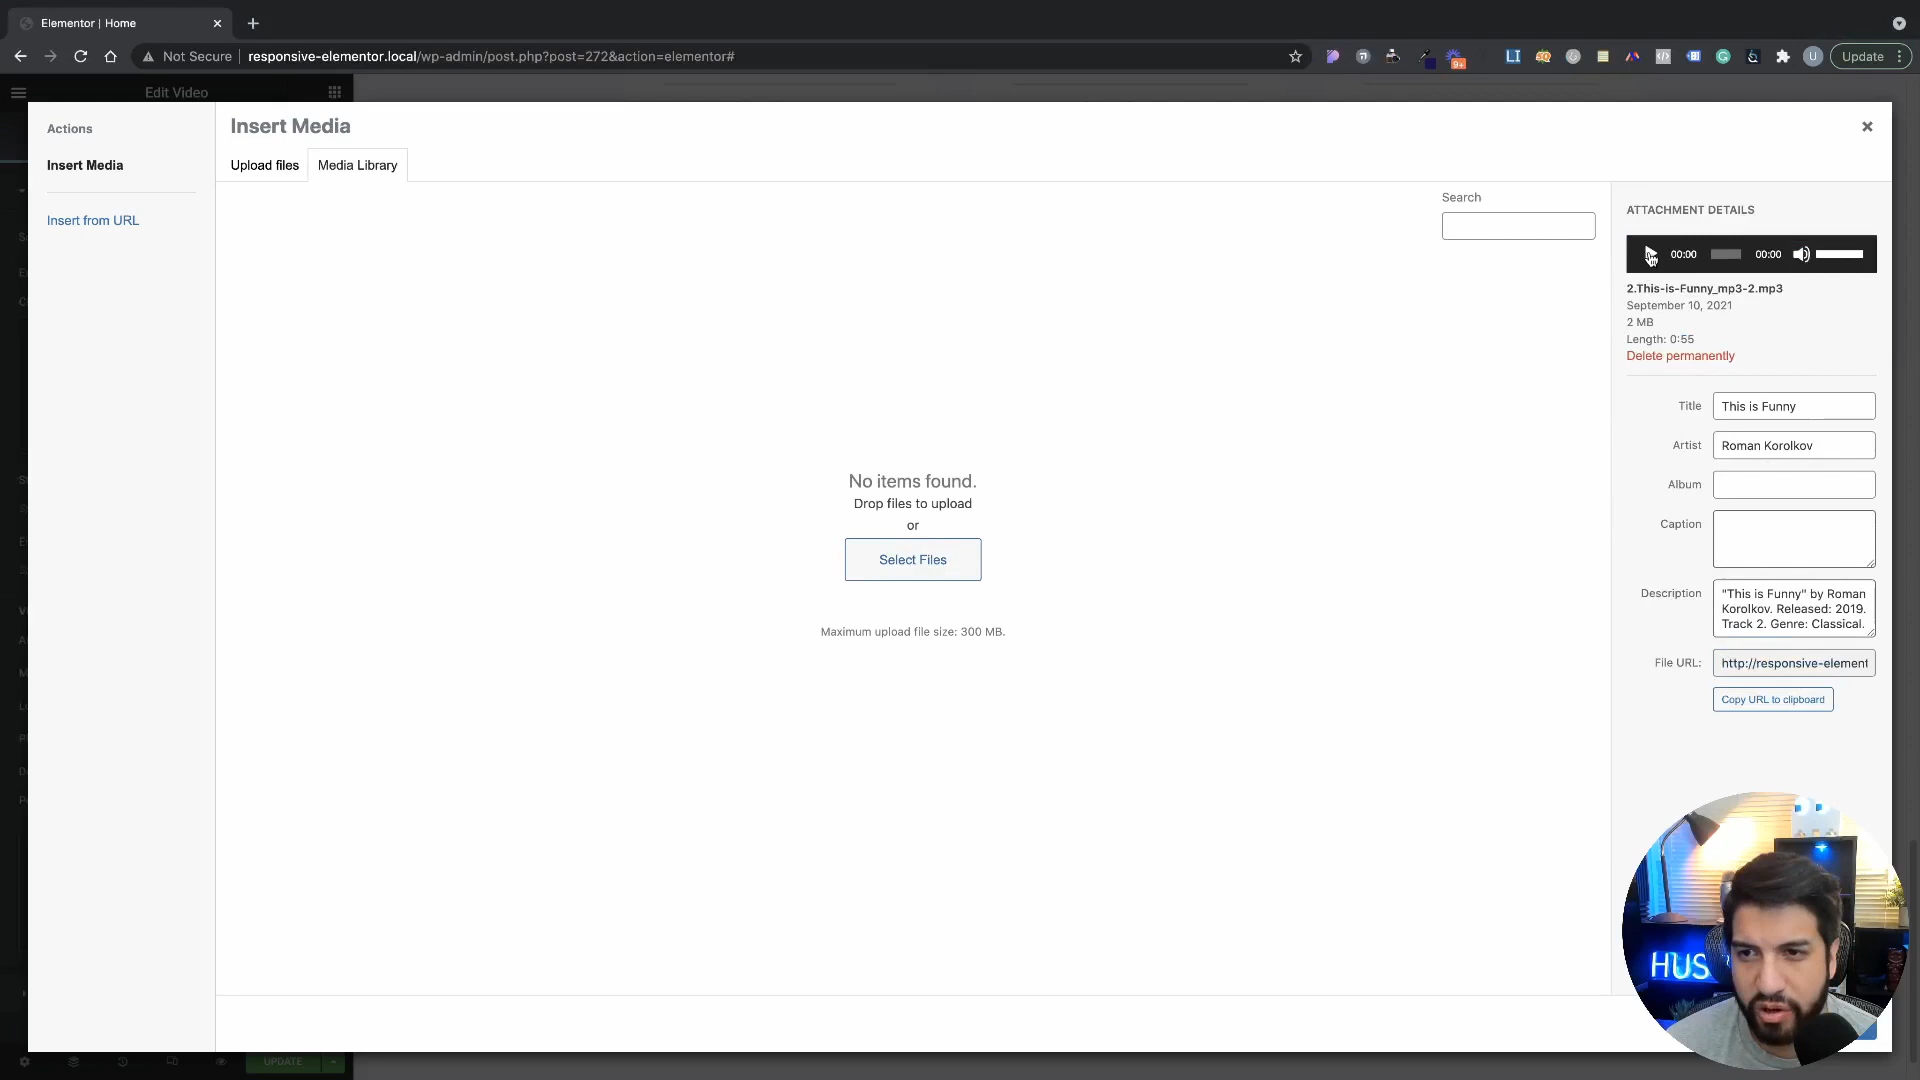 Elementor | Home
Not Secure
responsive-elementor.local/wp-admin/post.php?post=272&action=elementor#
9+
LI
U
Update
Edit Video
Actions
Insert Media
Insert from URL
Insert Media
Upload files
Media Library
Search
No items found.
Drop files to upload
or
Select Files
Maximum upload file size: 300 MB.
ATTACHMENT DETAILS
00:00
00:00
2.This-is-Funny_mp3-2.mp3
September 10, 2021
2 MB
Length: 0:55
Delete permanently
Title
This is Funny
Artist
Roman Korolkov
Album
Caption
Description
"This is Funny" by Roman
Korolkov. Released: 2019.
Track 2. Genre: Classical.
File URL:
http://responsive-element
Copy URL to clipboard
HUS
UPDATE